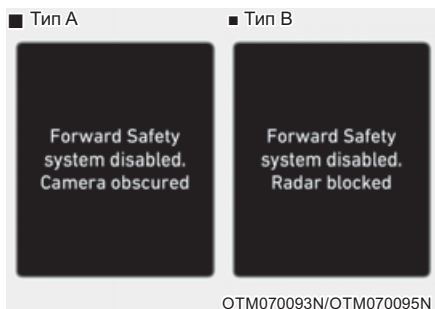 ■ Тип A
■ Тип B
Forward Safety
system disabled.
Camera obscured
Forward Safety
system disabled.
Radar blocked
OTM070093N/OTM070095N